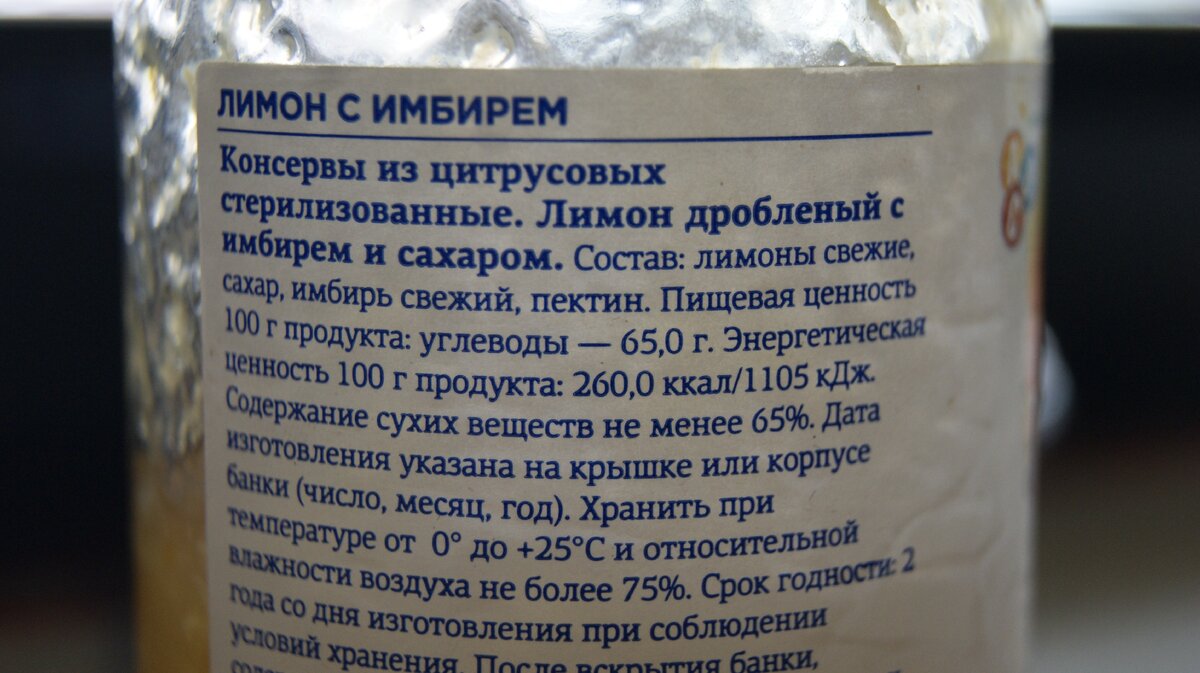 ЛИМОН С ИМБИРЕМ
Консервы из цитрусовых
стерилизованные. Лимон дробленый с
имбирем и сахаром. Состав: лимоны свежие,
сахар, имбирь свежий, пектин. Пищевая ценность
100 г продукта: углеводы — 65,0 г. Энергетическая
ценность 100 г продукта: 260,0 ккал/1105 кДж.
Содержание сухих веществ не менее 65%. Дата
изготовления указана на крышке или корпусе
банки (число, месяц, год). Хранить при
температуре от 0° до +25°C и относительной
влажности воздуха не более 75%. Срок годности: 2
года со дня изготовления при соблюдении
условий хранения. После вскрытия банки,